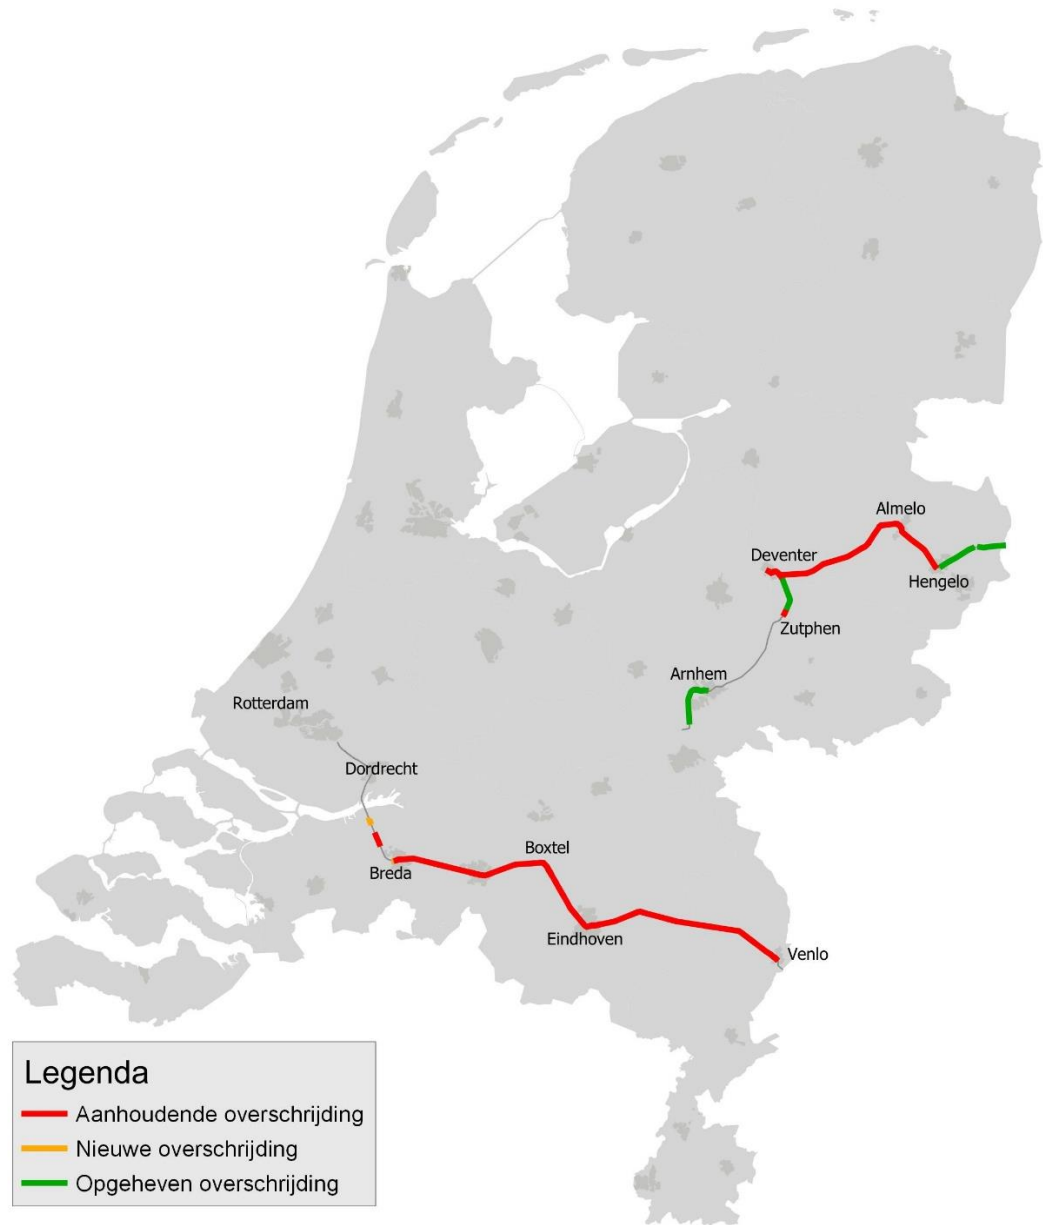 Almelo
Deventer
Hengelo
Zutphen
Arnhem
Rotterdam
Dordrecht
Boxtel
Breda
Eindhoven
Venlo
Legenda
Aanhoudende overschrijding
Nieuwe overschrijding
Opgeheven overschrijding